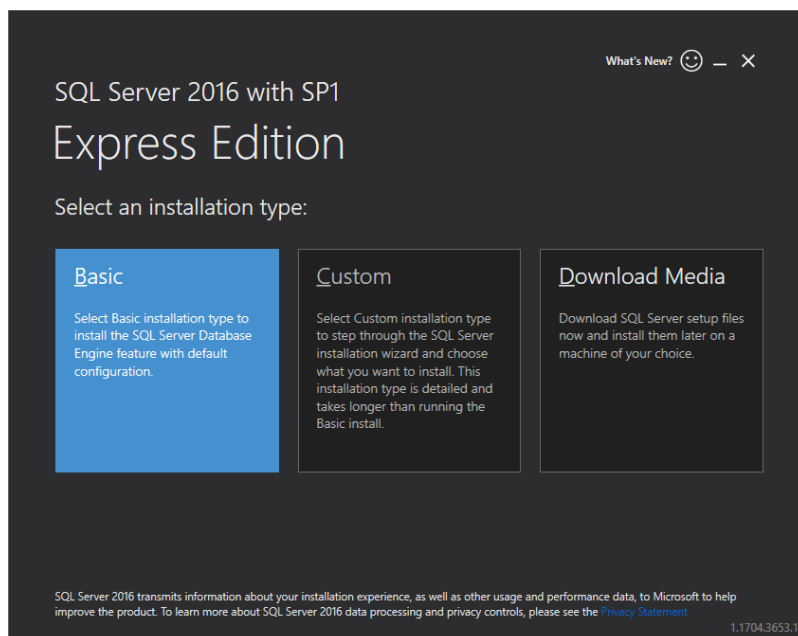 What's New?
SQL Server 2016 with SP1
Express Edition
Select an installation type:
Basic
Select Basic installation type to
install the SQL Server Database
Engine feature with default
configuration.
Custom
Select Custom installation type
to step through the SQL Server
installation wizard and choose
what you want to install. This
installation type is detailed and
takes longer than running the
Basic install.
Download Media
Download SQL Server setup files
now and install them later on a
machine of your choice.
SQL Server 2016 transmits information about your installation experience, as well as other usage and performance data, to Microsoft to help
improve the product. To learn more about SQL Server 2016 data processing and privacy controls, please see the Privacy Statement
1.1704.3653.1